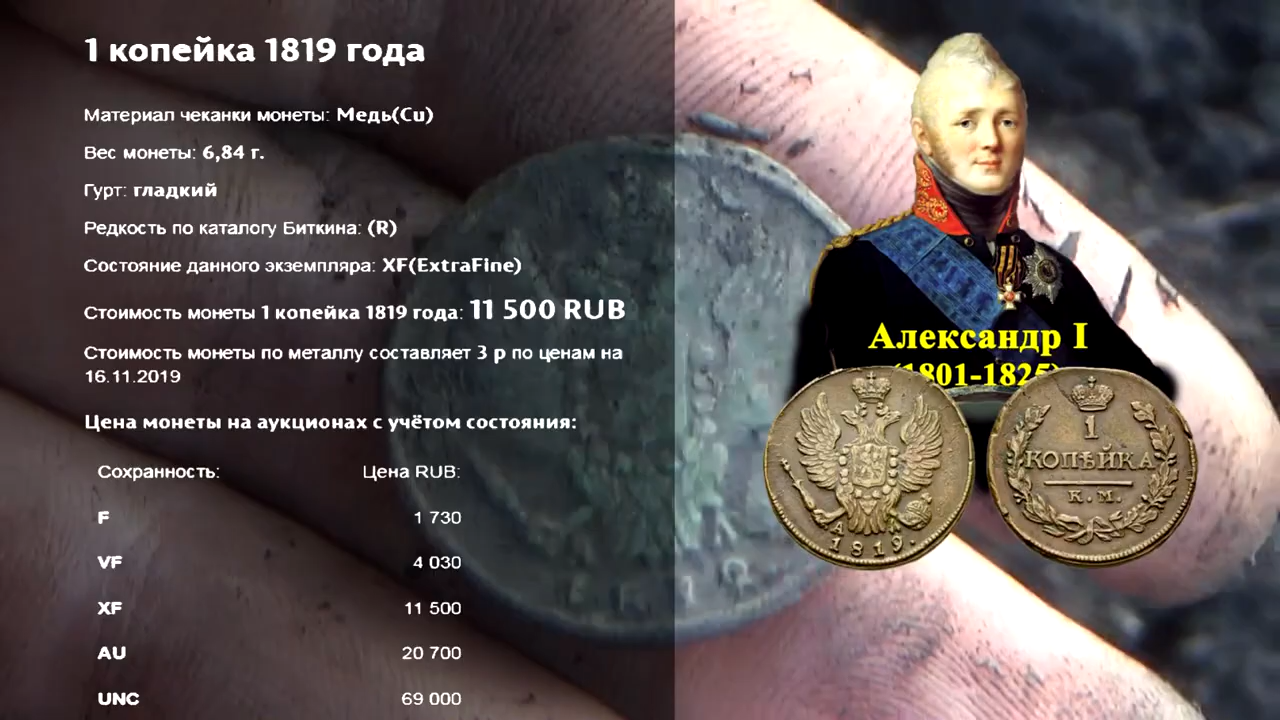 1 копейка 1819 года
Материал чеканки монеты: Медь(Cu)
Вес монеты: 6,84 г.
Гурт: гладкий
Редкость по каталогу Биткина: (R)
Состояние данного экземпляра: XF(ExtraFine)
Стоимость монеты 1 копейка 1819 года: 11 500 RUB
Стоимость монеты по металлу составляет 3 р по ценам на
16.11.2019
Цена монеты на аукционах с учётом состояния:
Сохранность: Цена RUB:
F 1 730
VF 4 030
XF 11 500
AU 20 700
UNC 69 000
Александр I
(1801-1825)
1819.
1
КОПѢЙКА
К.М.